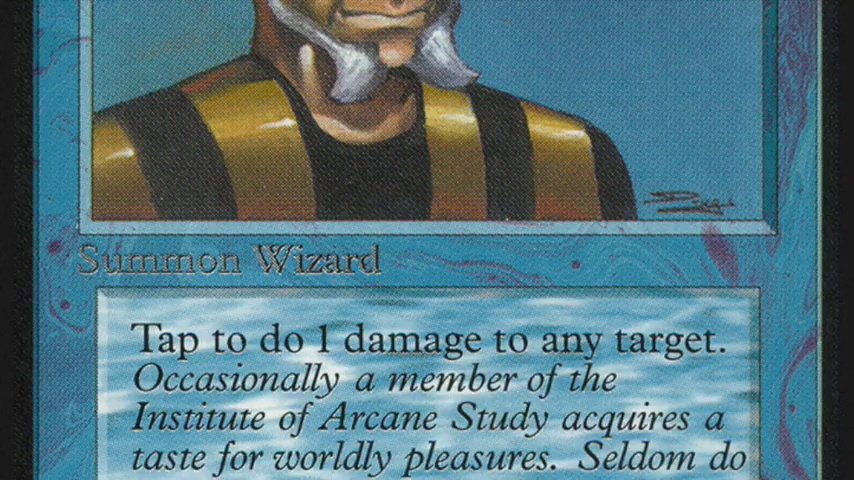 Summon Wizard
Tap to do 1 damage to any target.
Occasionally a member of the
Institute of Arcane Study acquires a
taste for worldly pleasures. Seldom do